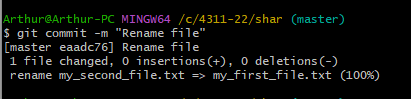 Arthur@Arthur-PC MINGW64 /c/4311-22/shar (master)
$ git commit -m "Rename file"
[master eaadc76] Rename file
1 file changed, 0 insertions(+), 0 deletions(-)
rename my_second_file.txt => my_first_file.txt (100%)